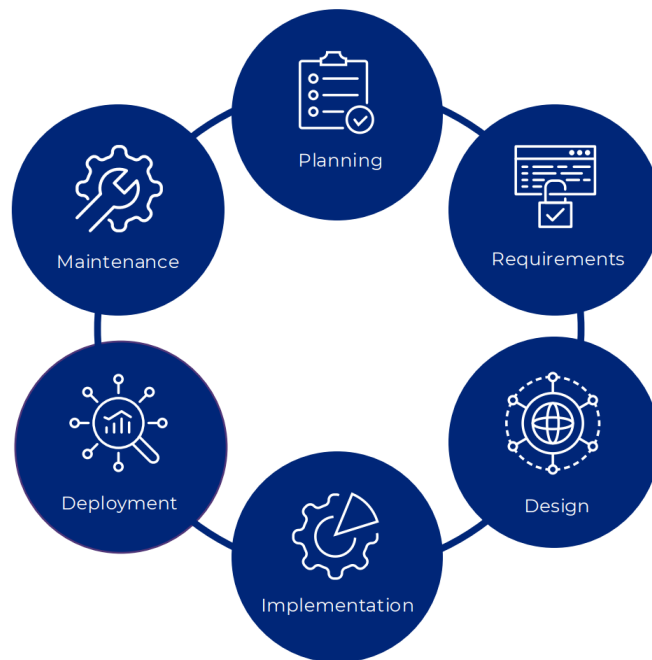 Planning
Requirements
Design
Implementation
Deployment
Maintenance